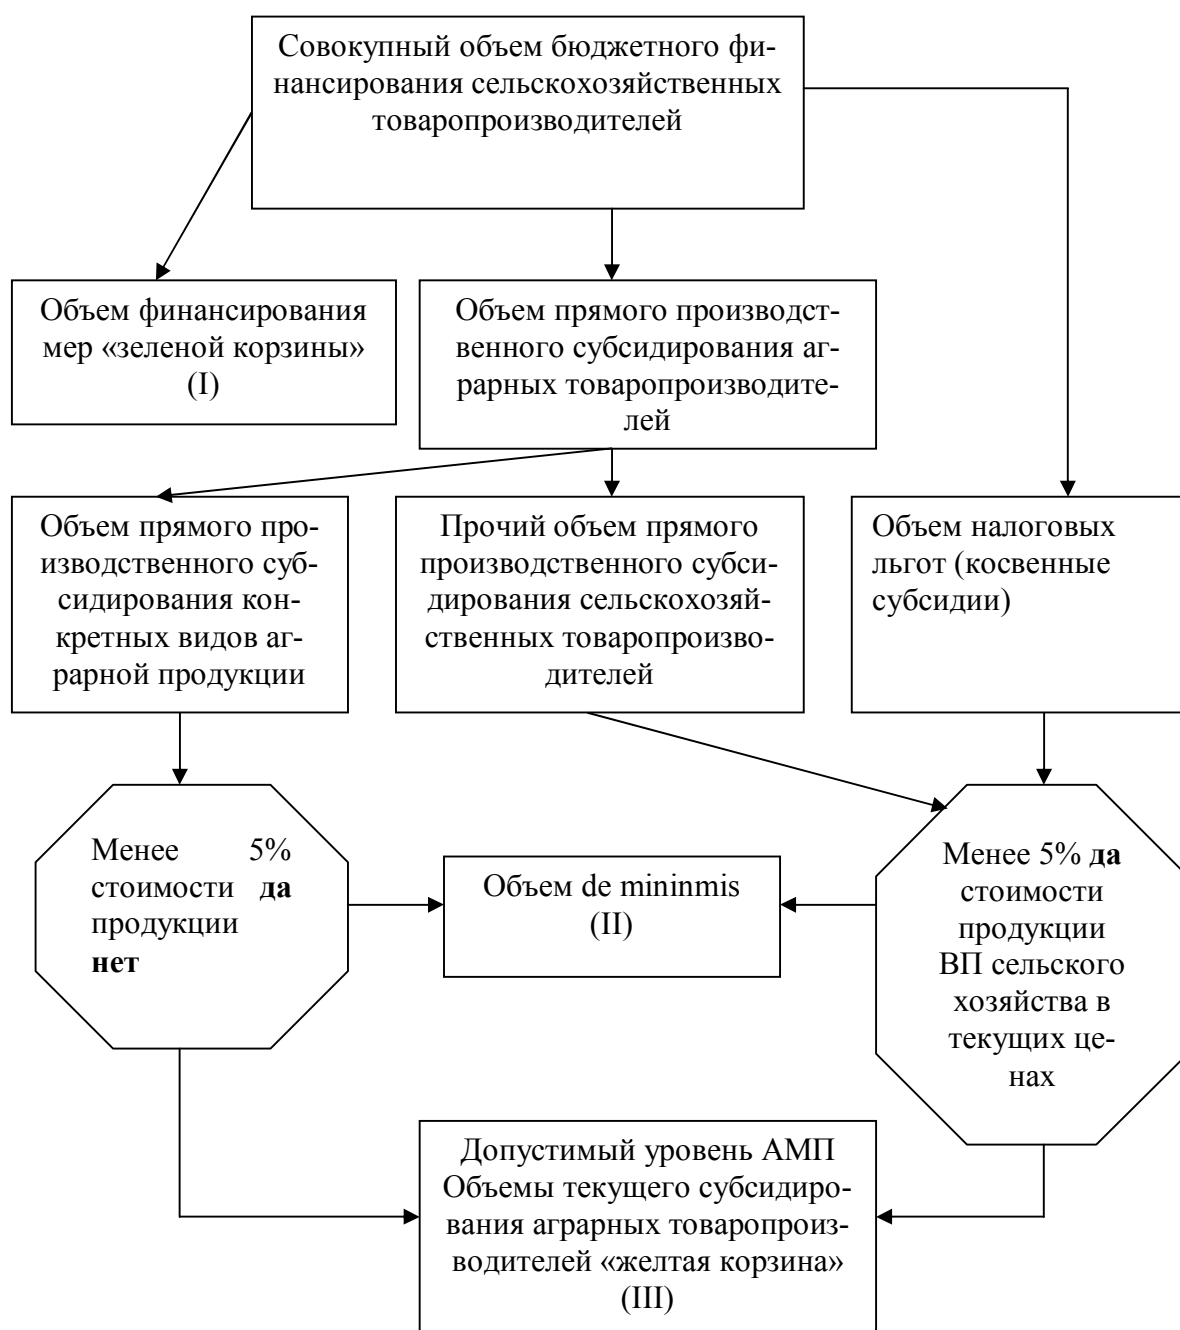 Совокупный объем бюджетного фи-
нансирования сельскохозяйственных
товаропроизводителей
Объем финансирования
мер «зеленой корзины»
(I)
Объем прямого производст-
венного субсидирования аг-
рарных товаропроизводите-
лей
Объем прямого про-
изводственного суб-
сидирования кон-
кретных видов аг-
рарной продукции
Прочий объем прямого
производственного субси-
дирования сельскохозяй-
ственных товаропроизво-
дителей
Объем налоговых
льгот (косвенные
субсидии)
Менее 5%
стоимости да
продукции
нет
Объем de mininmis
(II)
Менее 5% да
стоимости
продукции
ВП сельского
хозяйства в
текущих це-
нах
Допустимый уровень АМП
Объемы текущего субсидиро-
вания аграрных товаропроиз-
водителей «желтая корзина»
(III)